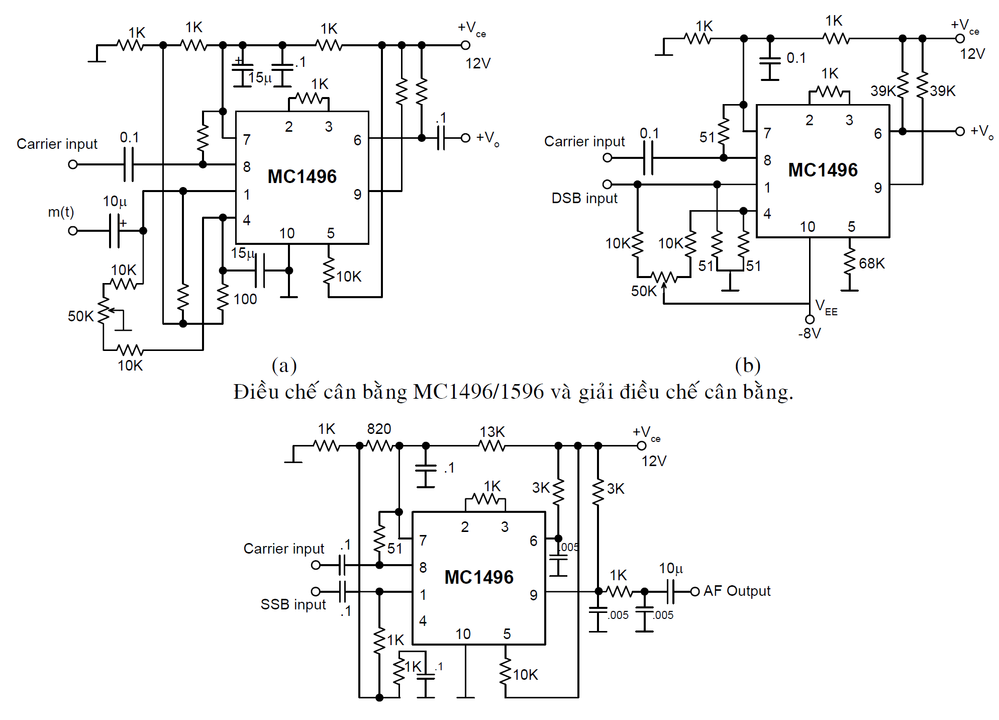 1K
1K
1K
+Vce
12V
+
15μ
.1
1K
2
3
7
6
.1
+Vo
Carrier input
0.1
8
MC1496
1
9
m(t)
10μ
+
4
10
5
15μ
10K
10K
100
50K
10K
(a)
1K
1K
+Vce
12V
0.1
1K
39K
39K
2
3
7
6
+Vo
Carrier input
0.1
51
8
MC1496
DSB input
1
9
4
10
5
10K
10K
51
51
68K
50K
VEE
-8V
(b)
Điều chế cân bằng MC1496/1596 và giải điều chế cân bằng.
1K
820
13K
+Vce
12V
.1
1K
3K
3K
2
3
7
6
.005
Carrier input
.1
51
8
MC1496
SSB input
.1
1
9
1K
10μ
AF Output
.005
.005
4
10
5
1K
1K
.1
10K